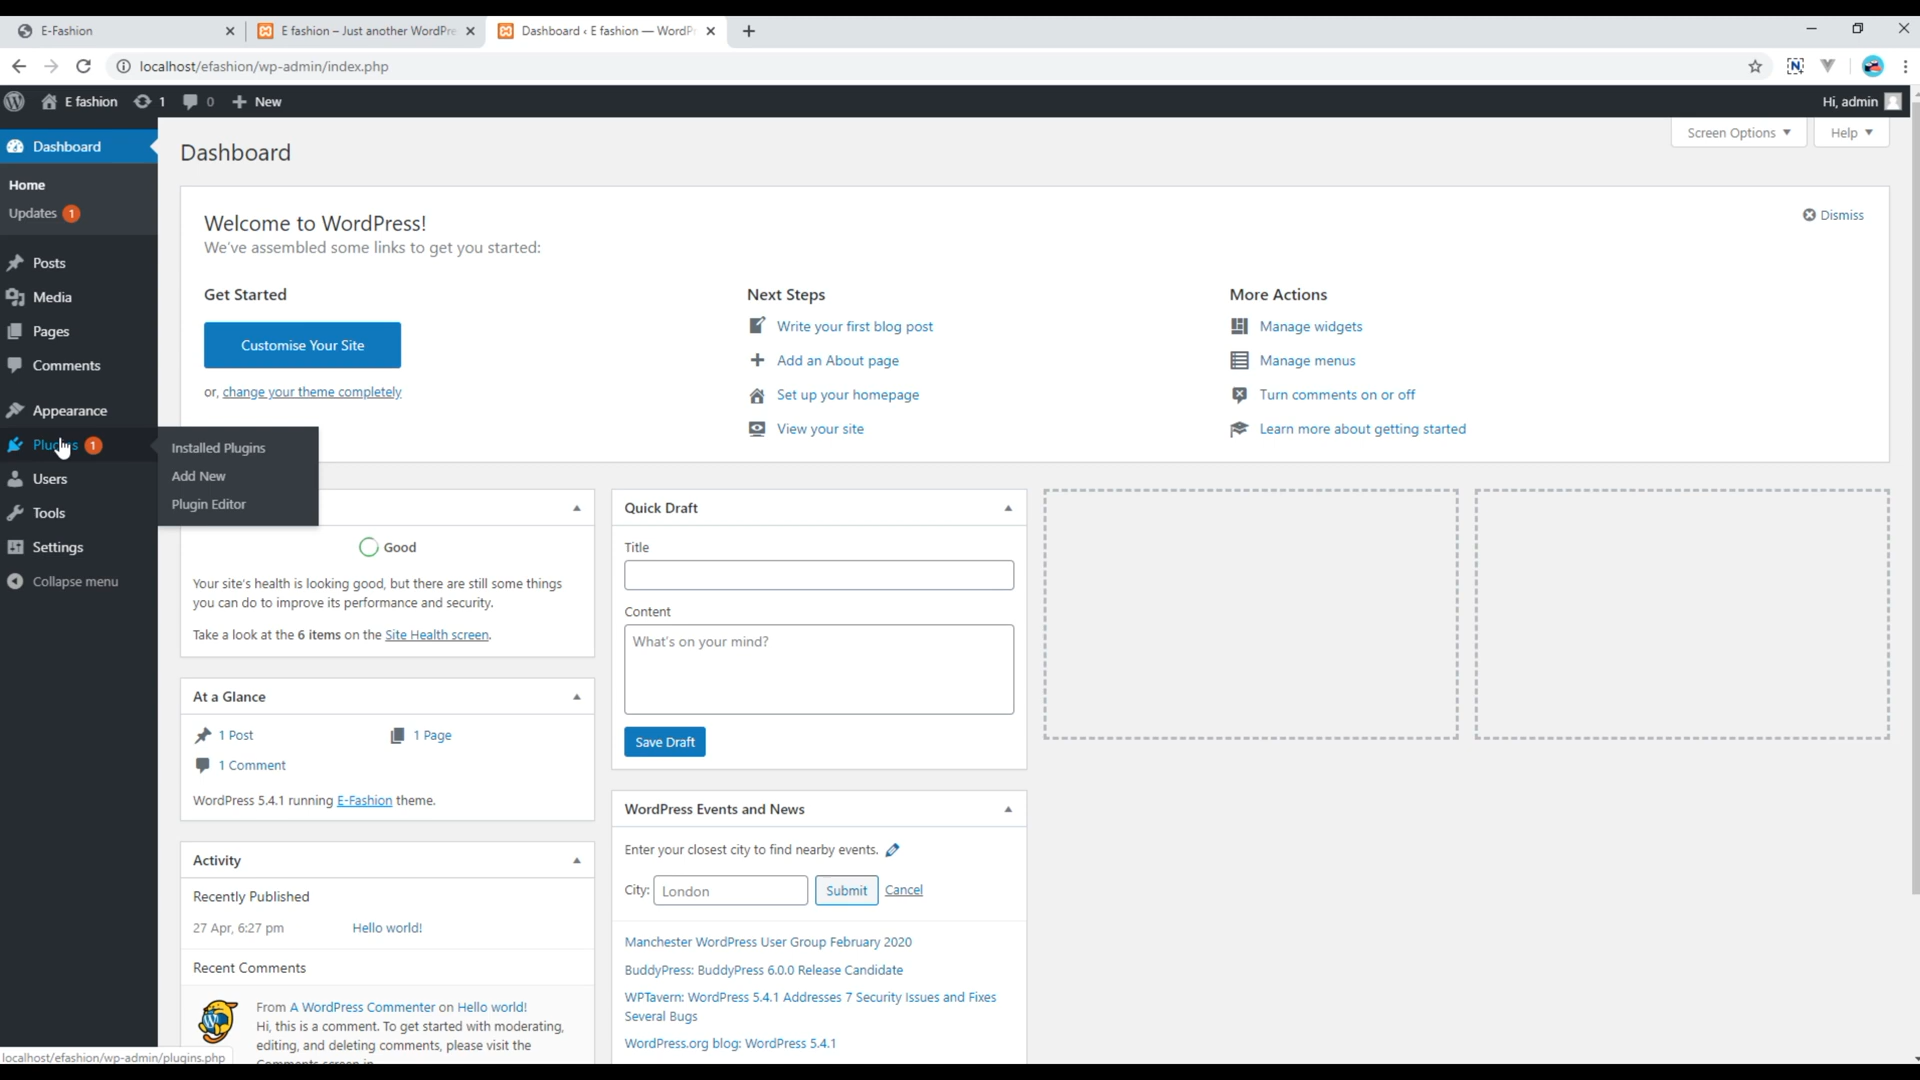 E-Fashion
E fashion – Just another WordPre
Dashboard ‹ E fashion — WordP
localhost/efashion/wp-admin/index.php
E fashion 1 0 New
Hi, admin
Dashboard
Home
Updates 1
Posts
Media
Pages
Comments
Appearance
Plugins 1
Users
Tools
Settings
Collapse menu
Installed Plugins
Add New
Plugin Editor
Dashboard
Screen Options
Help
Welcome to WordPress!
We've assembled some links to get you started:
Dismiss
Get Started
Customise Your Site
or, change your theme completely
Next Steps
Write your first blog post
Add an About page
Set up your homepage
View your site
More Actions
Manage widgets
Manage menus
Turn comments on or off
Learn more about getting started
Good
Your site's health is looking good, but there are still some things
you can do to improve its performance and security.
Take a look at the 6 items on the Site Health screen.
At a Glance
1 Post
1 Page
1 Comment
WordPress 5.4.1 running E-Fashion theme.
Activity
Recently Published
27 Apr, 6:27 pm Hello world!
Recent Comments
From A WordPress Commenter on Hello world!
Hi, this is a comment. To get started with moderating,
editing, and deleting comments, please visit the
Comments screen in
Quick Draft
Title
Content
What's on your mind?
Save Draft
WordPress Events and News
Enter your closest city to find nearby events.
City: London Submit Cancel
Manchester WordPress User Group February 2020
BuddyPress: BuddyPress 6.0.0 Release Candidate
WPTavern: WordPress 5.4.1 Addresses 7 Security Issues and Fixes
Several Bugs
WordPress.org blog: WordPress 5.4.1
localhost/efashion/wp-admin/plugins.php